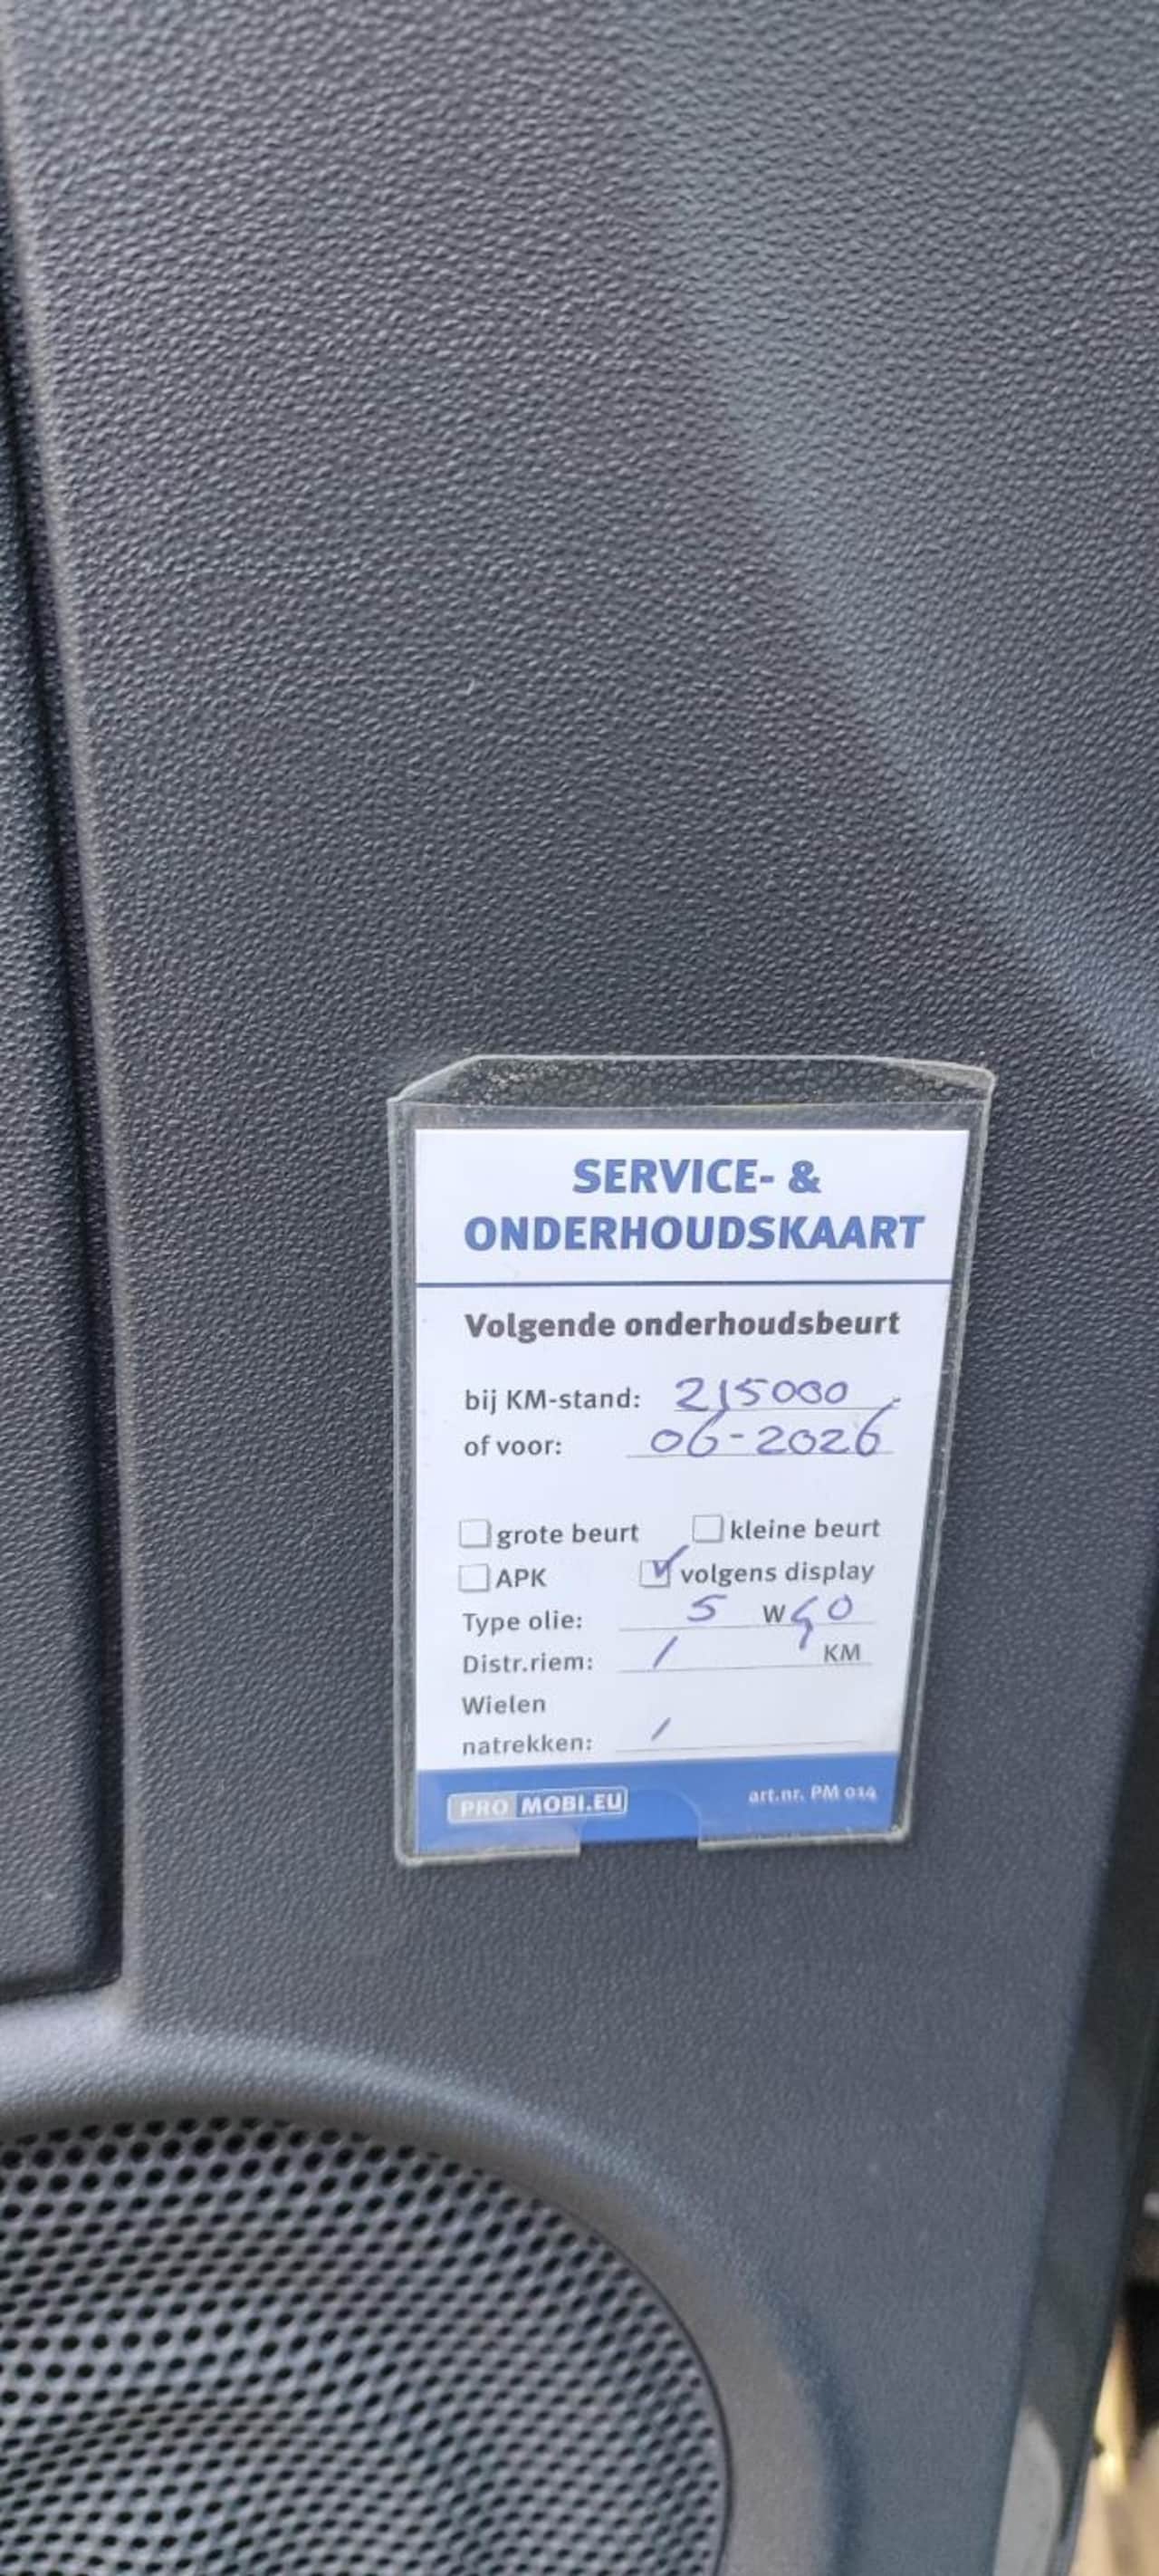 SERVICE- &
ONDERHOUDSKAART
Volgende onderhoudsbeurt
bij KM-stand: 215000
of voor: 06-2026
grote beurt kleine beurt
APK volgens display
Type olie: 5 W 40
Distr.riem: / KM
Wielen
natrekken: /
PRO MOBI.EU art.nr. PM 014